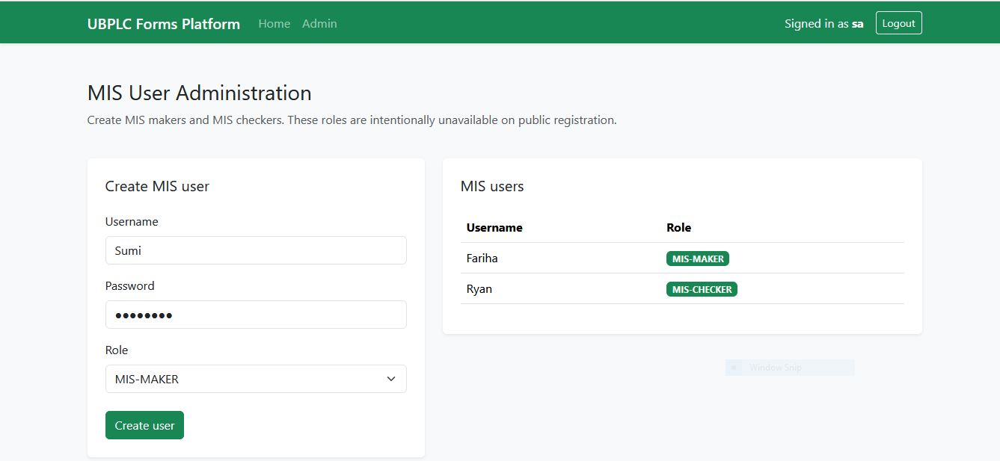 UBPLC Forms Platform Home Admin Signed in as sa Logout
MIS User Administration
Create MIS makers and MIS checkers. These roles are intentionally unavailable on public registration.
Create MIS user
Username
Sumi
Password
●●●●●●●●
Role
MIS-MAKER
Create user
MIS users
Username Role
Fariha MIS-MAKER
Ryan MIS-CHECKER
Window Snip